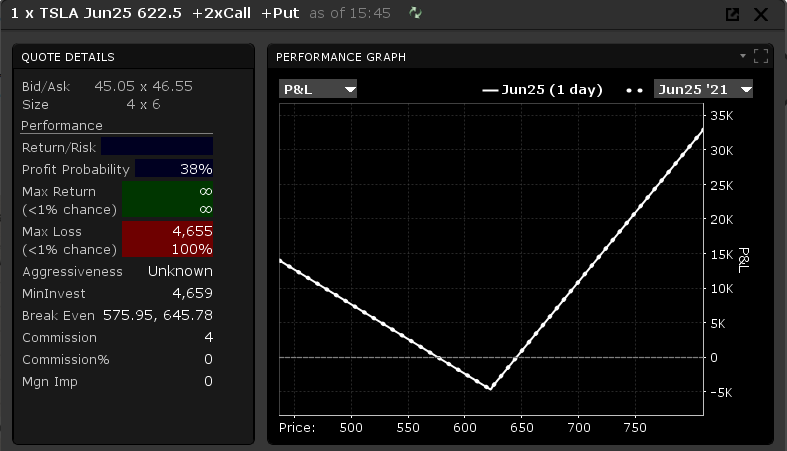 1 x TSLA Jun25 622.5 +2xCall +Put as of 15:45
QUOTE DETAILS
Bid/Ask 45.05 x 46.55
Size 4 x 6
Performance
Return/Risk
Profit Probability 38%
Max Return ∞
(<1% chance) ∞
Max Loss 4,655
(<1% chance) 100%
Aggressiveness Unknown
MinInvest 4,659
Break Even 575.95, 645.78
Commission 4
Commission% 0
Mgn Imp 0
PERFORMANCE GRAPH
P&L Jun25 (1 day) Jun25 '21
35K
30K
25K
20K
15K
10K
5K
0
-5K
P&L
Price: 500 550 600 650 700 750